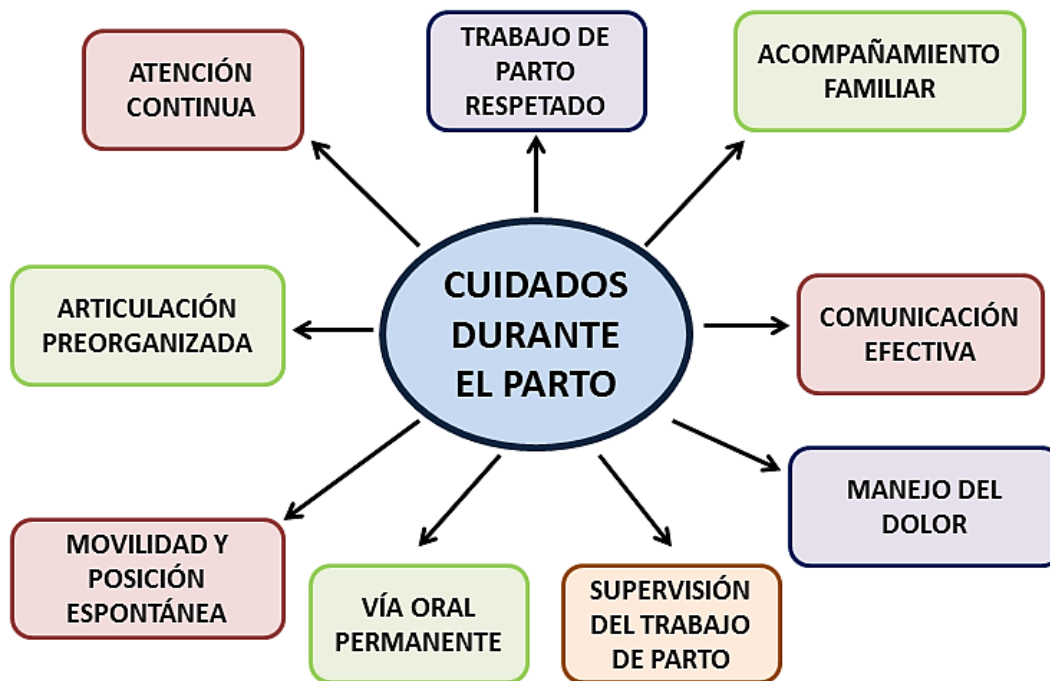 TRABAJO DE
PARTO
RESPETADO
ATENCIÓN
CONTINUA
ACOMPAÑAMIENTO
FAMILIAR
CUIDADOS
DURANTE
EL PARTO
ARTICULACIÓN
PREORGANIZADA
COMUNICACIÓN
EFECTIVA
MANEJO DEL
DOLOR
MOVILIDAD Y
POSICIÓN
ESPONTÁNEA
VÍA ORAL
PERMANENTE
SUPERVISIÓN
DEL TRABAJO
DE PARTO